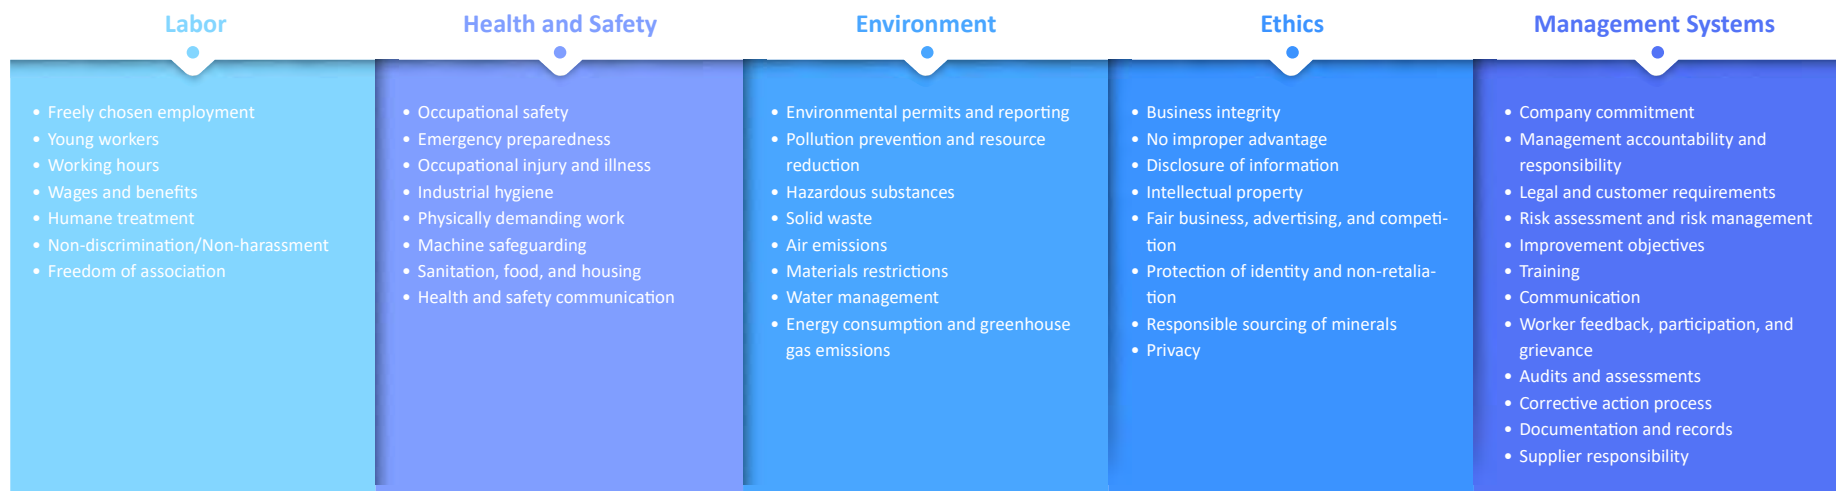 Labor
• Freely chosen employment
• Young workers
• Working hours
• Wages and benefits
• Humane treatment
• Non-discrimination/Non-harassment
• Freedom of association
Health and Safety
• Occupational safety
• Emergency preparedness
• Occupational injury and illness
• Industrial hygiene
• Physically demanding work
• Machine safeguarding
• Sanitation, food, and housing
• Health and safety communication
Environment
• Environmental permits and reporting
• Pollution prevention and resource
reduction
• Hazardous substances
• Solid waste
• Air emissions
• Materials restrictions
• Water management
• Energy consumption and greenhouse
gas emissions
Ethics
• Business integrity
• No improper advantage
• Disclosure of information
• Intellectual property
• Fair business, advertising, and competi-
tion
• Protection of identity and non-retalia-
tion
• Responsible sourcing of minerals
• Privacy
Management Systems
• Company commitment
• Management accountability and
responsibility
• Legal and customer requirements
• Risk assessment and risk management
• Improvement objectives
• Training
• Communication
• Worker feedback, participation, and
grievance
• Audits and assessments
• Corrective action process
• Documentation and records
• Supplier responsibility